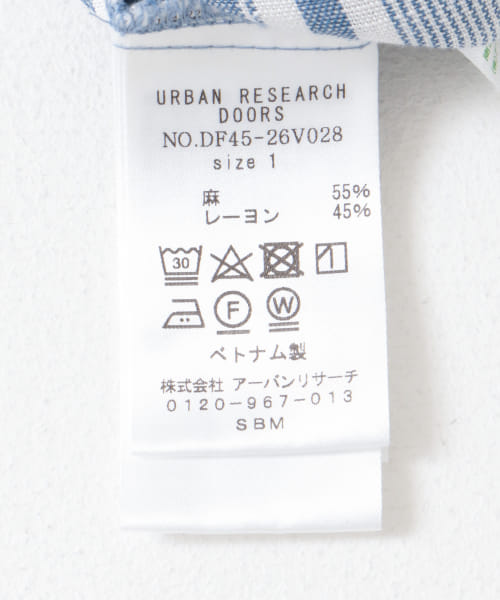 URBAN RESEARCH
DOORS
NO.DF45-26V028
size 1
麻 55%
レーヨン 45%
30
F W
ベトナム製
株式会社 アーバンリサーチ
0120-967-013
SBM